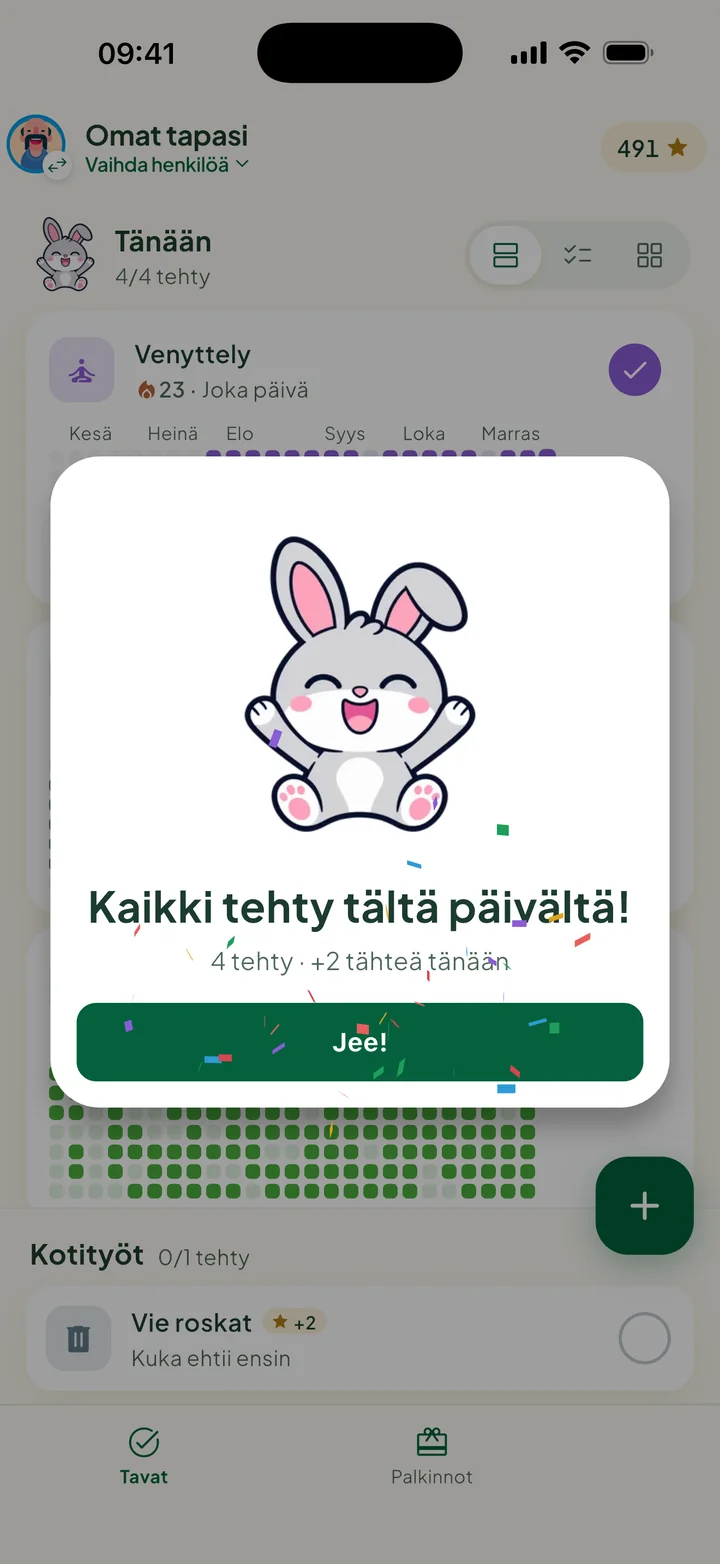 09:41
Omat tapasi
Vaihda henkilöä
491
Tänään
4/4 tehty
Venyttely
23 · Joka päivä
Kesä Heinä Elo Syys Loka Marras
Kaikki tehty tältä päivältä!
4 tehty · +2 tähteä tänään
Jee!
Kotityöt 0/1 tehty
Vie roskat +2
Kuka ehtii ensin
Tavat
Palkinnot